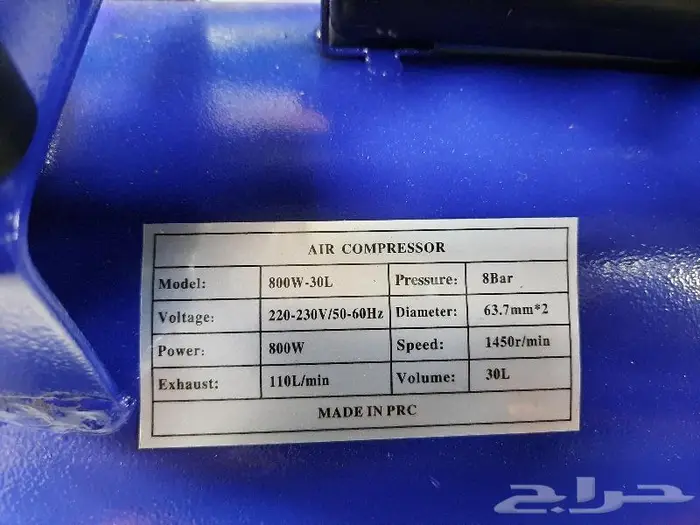 AIR COMPRESSOR
Model: 800W-30L Pressure: 8Bar
Voltage: 220-230V/50-60Hz Diameter: 63.7mm*2
Power: 800W Speed: 1450r/min
Exhaust: 110L/min Volume: 30L
MADE IN PRC
حراج